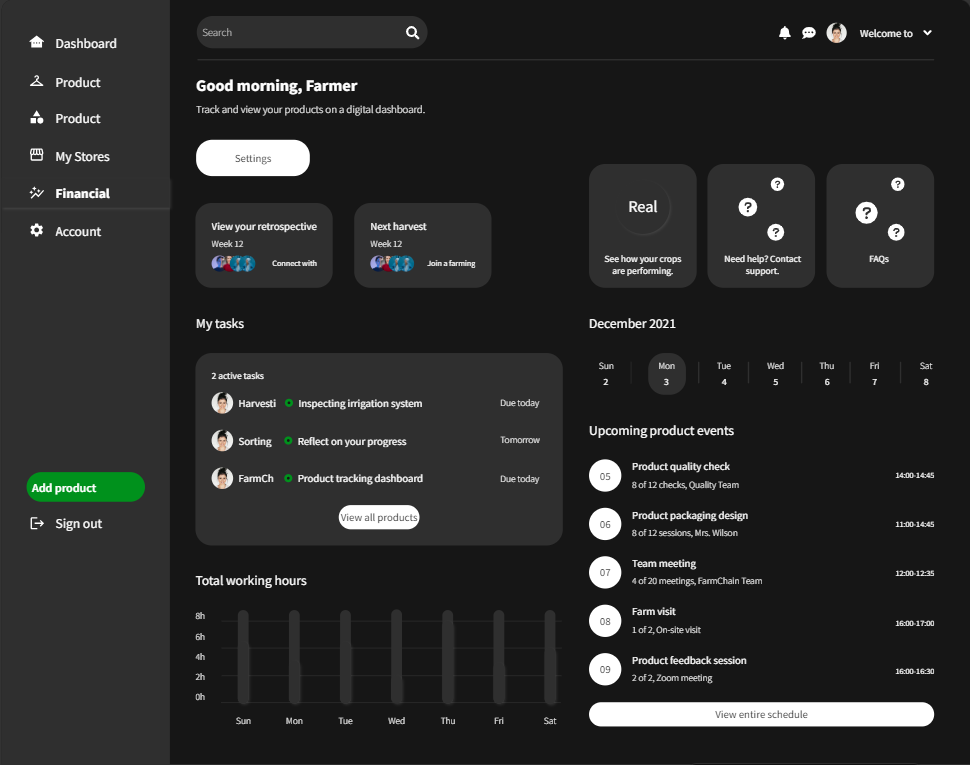 Dashboard
Product
Product
My Stores
Financial
Account
Add product
Sign out
Search
Welcome to
Good morning, Farmer
Track and view your products on a digital dashboard.
Settings
View your retrospective
Week 12
Connect with
Next harvest
Week 12
Join a farming
Real
See how your crops
are performing.
?
?
?
Need help? Contact
support.
?
?
?
FAQs
My tasks
2 active tasks
Harvesti Inspecting irrigation system Due today
Sorting Reflect on your progress Tomorrow
FarmCh Product tracking dashboard Due today
View all products
Total working hours
8h
6h
4h
2h
0h
Sun Mon Tue Wed Thu Fri Sat
December 2021
Sun Mon Tue Wed Thu Fri Sat
2 3 4 5 6 7 8
Upcoming product events
05
Product quality check
8 of 12 checks, Quality Team
14:00-14:45
06
Product packaging design
8 of 12 sessions, Mrs. Wilson
11:00-14:45
07
Team meeting
4 of 20 meetings, FarmChain Team
12:00-12:35
08
Farm visit
1 of 2, On-site visit
16:00-17:00
09
Product feedback session
2 of 2, Zoom meeting
16:00-16:30
View entire schedule